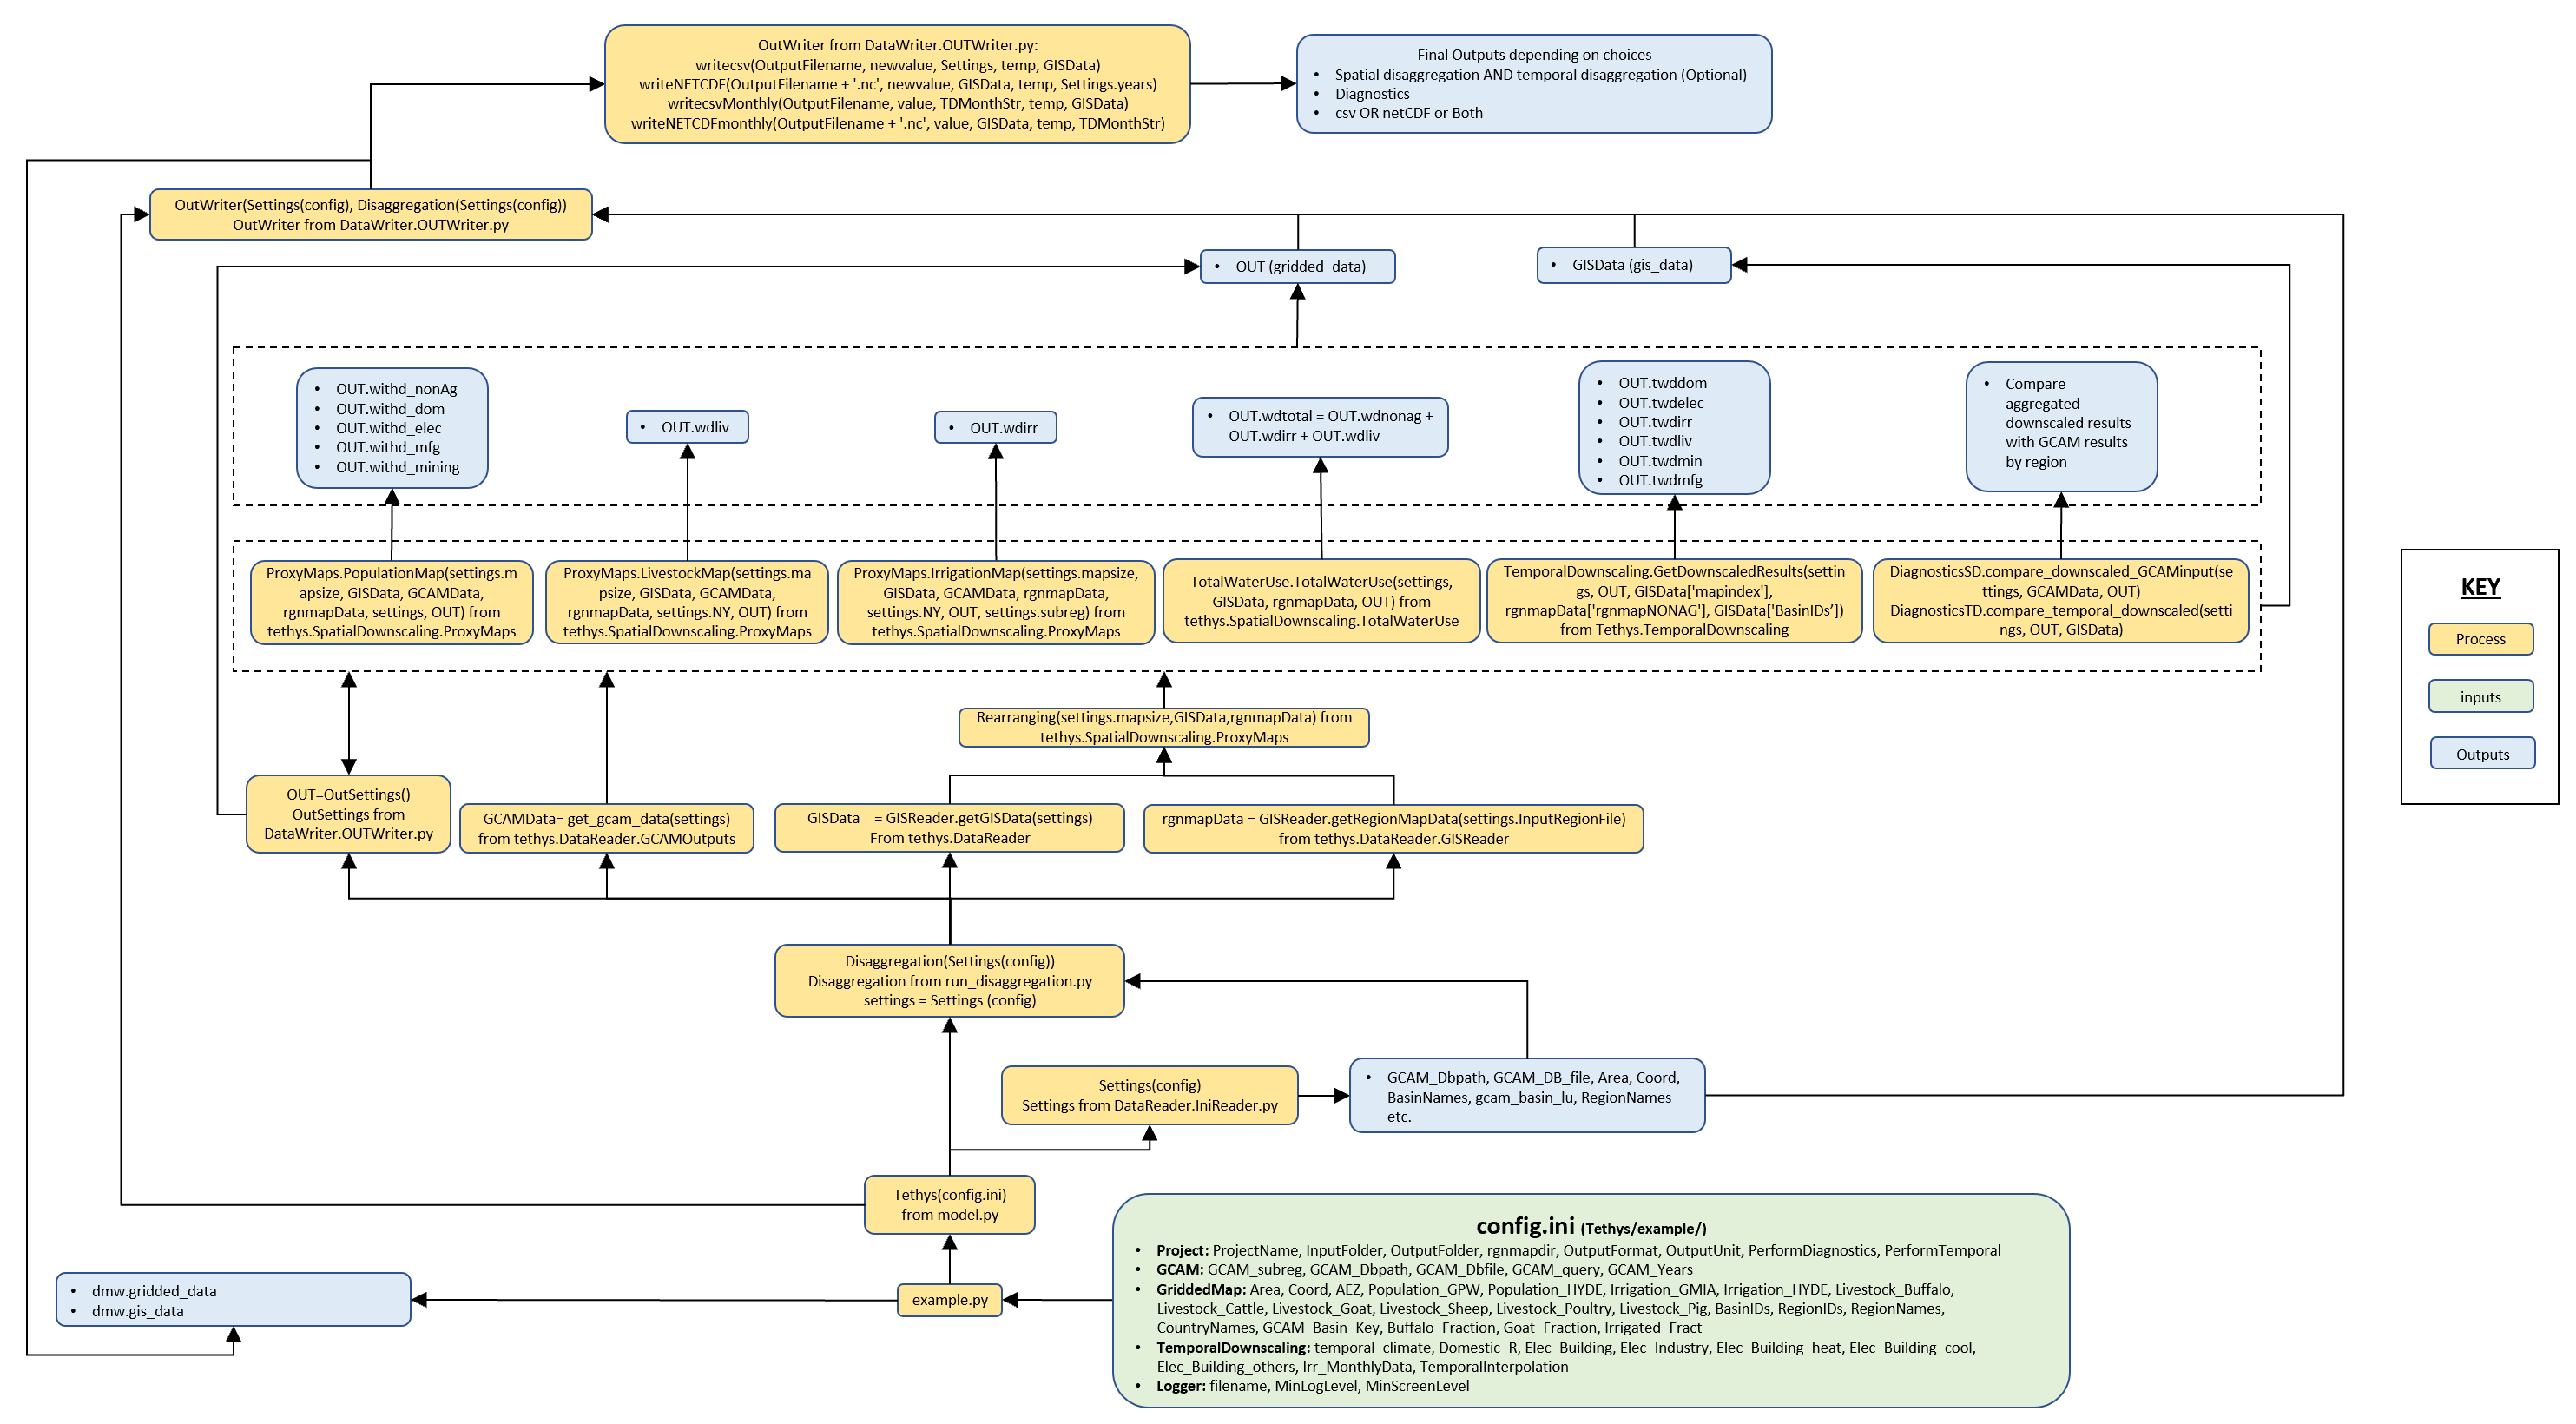 OutWriter from DataWriter.OUTWriter.py:
writecsv(OutputFilename, newvalue, Settings, temp, GISData)
writeNETCDF(OutputFilename + '.nc', newvalue, GISData, temp, Settings.years)
writecsvMonthly(OutputFilename, value, TDMonthStr, temp, GISData)
writeNETCDFmonthly(OutputFilename + '.nc', value, GISData, temp, TDMonthStr)
Final Outputs depending on choices
• Spatial disaggregation AND temporal disaggregation (Optional)
• Diagnostics
• csv OR netCDF or Both
OutWriter(Settings(config), Disaggregation(Settings(config))
OutWriter from DataWriter.OUTWriter.py
• OUT (gridded_data)
• GISData (gis_data)
• OUT.withd_nonAg
• OUT.withd_dom
• OUT.withd_elec
• OUT.withd_mfg
• OUT.withd_mining
• OUT.wdliv
• OUT.wdirr
• OUT.wdtotal = OUT.wdnonag +
OUT.wdirr + OUT.wdliv
• OUT.twddom
• OUT.twdelec
• OUT.twdirr
• OUT.twdliv
• OUT.twdmin
• OUT.twdmfg
• Compare
aggregated
downscaled results
with GCAM results
by region
ProxyMaps.PopulationMap(settings.m
apsize, GISData, GCAMData,
rgnmapData, settings, OUT) from
tethys.SpatialDownscaling.ProxyMaps
ProxyMaps.LivestockMap(settings.ma
psize, GISData, GCAMData,
rgnmapData, settings.NY, OUT) from
tethys.SpatialDownscaling.ProxyMaps
ProxyMaps.IrrigationMap(settings.mapsize,
GISData, GCAMData, rgnmapData,
settings.NY, OUT, settings.subreg) from
tethys.SpatialDownscaling.ProxyMaps
TotalWaterUse.TotalWaterUse(settings,
GISData, rgnmapData, OUT) from
tethys.SpatialDownscaling.TotalWaterUse
TemporalDownscaling.GetDownscaledResults(settin
gs, OUT, GISData['mapindex'],
rgnmapData['rgnmapNONAG'], GISData['BasinIDs’])
from Tethys.TemporalDownscaling
DiagnosticsSD.compare_downscaled_GCAMinput(se
ttings, GCAMData, OUT)
DiagnosticsTD.compare_temporal_downscaled(setti
ngs, OUT, GISData)
KEY
Process
inputs
Outputs
Rearranging(settings.mapsize,GISData,rgnmapData) from
tethys.SpatialDownscaling.ProxyMaps
OUT=OutSettings()
OutSettings from
DataWriter.OUTWriter.py
GCAMData= get_gcam_data(settings)
from tethys.DataReader.GCAMOutputs
GISData = GISReader.getGISData(settings)
From tethys.DataReader
rgnmapData = GISReader.getRegionMapData(settings.InputRegionFile)
from tethys.DataReader.GISReader
Disaggregation(Settings(config))
Disaggregation from run_disaggregation.py
settings = Settings (config)
Settings(config)
Settings from DataReader.IniReader.py
• GCAM_Dbpath, GCAM_DB_file, Area, Coord,
BasinNames, gcam_basin_lu, RegionNames
etc.
Tethys(config.ini)
from model.py
example.py
• dmw.gridded_data
• dmw.gis_data
config.ini (Tethys/example/)
• Project: ProjectName, InputFolder, OutputFolder, rgnmapdir, OutputFormat, OutputUnit, PerformDiagnostics, PerformTemporal
• GCAM: GCAM_subreg, GCAM_Dbpath, GCAM_Dbfile, GCAM_query, GCAM_Years
• GriddedMap: Area, Coord, AEZ, Population_GPW, Population_HYDE, Irrigation_GMIA, Irrigation_HYDE, Livestock_Buffalo,
Livestock_Cattle, Livestock_Goat, Livestock_Sheep, Livestock_Poultry, Livestock_Pig, BasinIDs, RegionIDs, RegionNames,
CountryNames, GCAM_Basin_Key, Buffalo_Fraction, Goat_Fraction, Irrigated_Fract
• TemporalDownscaling: temporal_climate, Domestic_R, Elec_Building, Elec_Industry, Elec_Building_heat, Elec_Building_cool,
Elec_Building_others, Irr_MonthlyData, TemporalInterpolation
• Logger: filename, MinLogLevel, MinScreenLevel